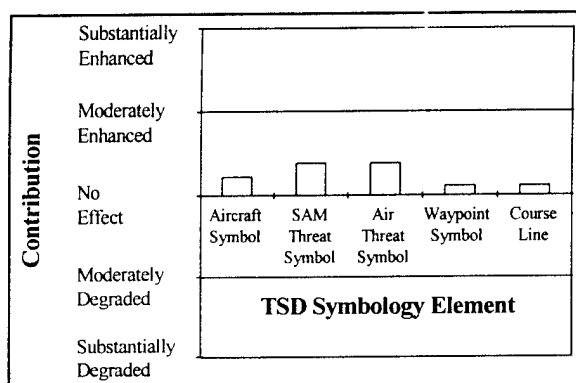 Contribution
Substantially
Enhanced
Moderately
Enhanced
No
Effect
Moderately
Degraded
Substantially
Degraded
Aircraft
Symbol
SAM
Threat
Symbol
Air
Threat
Symbol
Waypoint
Symbol
Course
Line
TSD Symbology Element